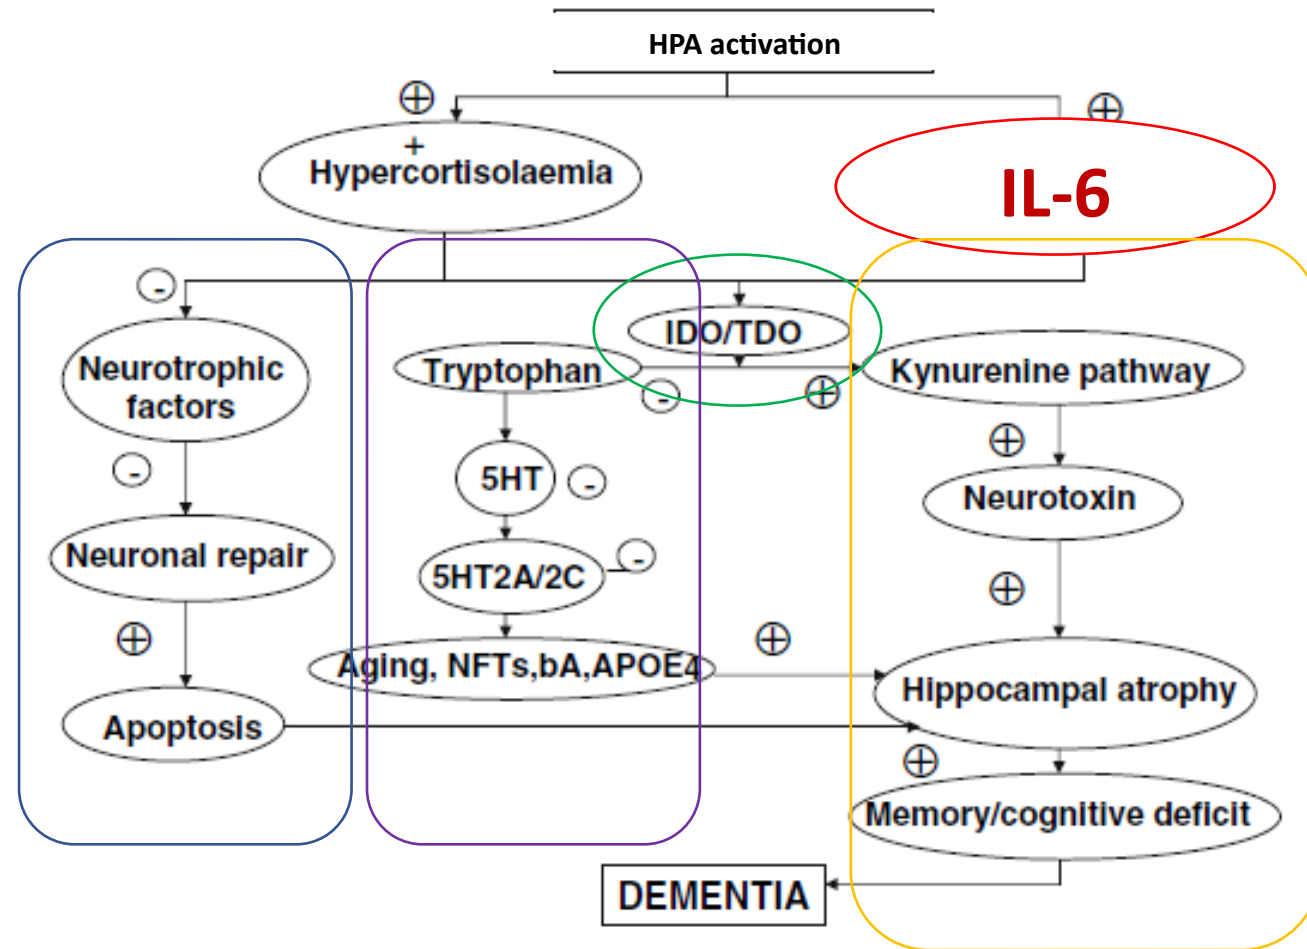 HPA activation
+
Hypercortisolaemia
IL-6
-
IDO/TDO
Neurotrophic
factors
Tryptophan
Kynurenine pathway
-
+
+
-
5HT
-
Neurotoxin
Neuronal repair
5HT2A/2C
-
+
+
+
Aging, NFTs,bA,APOE4
Hippocampal atrophy
Apoptosis
+
Memory/cognitive deficit
DEMENTIA